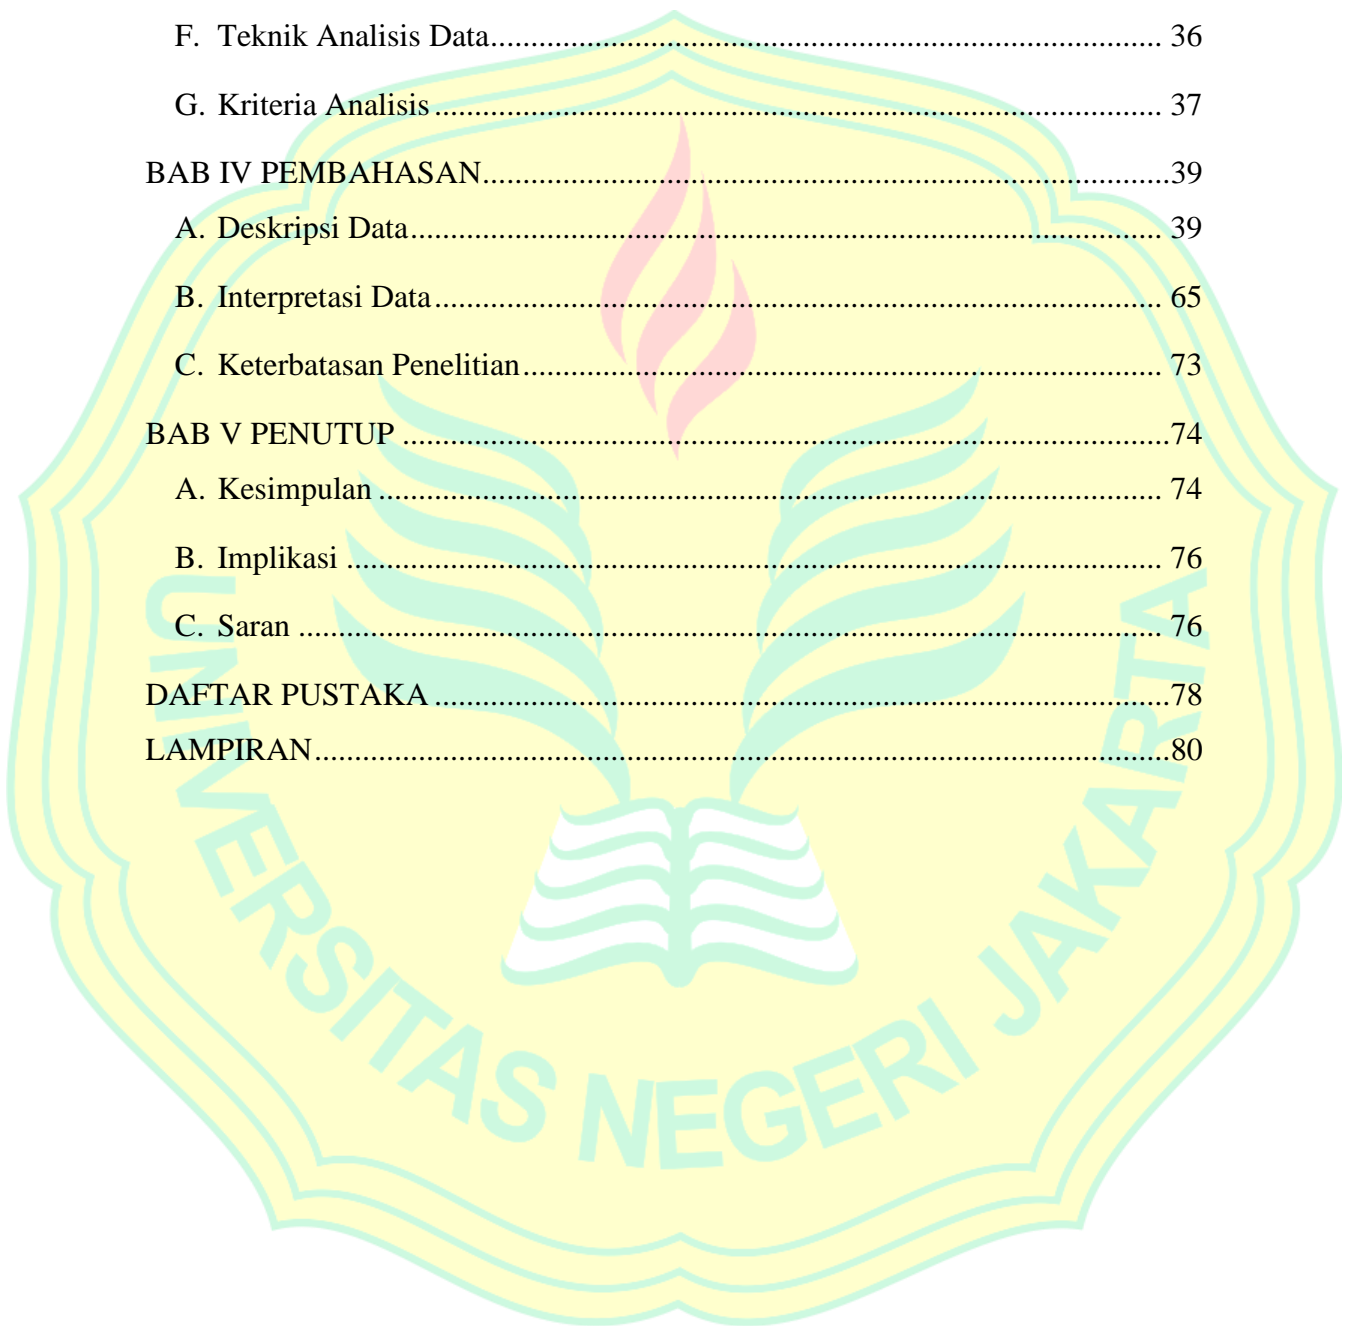 F. Teknik Analisis Data.................................................................................... 36
G. Kriteria Analisis ........................................................................................... 37
BAB IV PEMBAHASAN......................................................................................39
A. Deskripsi Data.............................................................................................. 39
B. Interpretasi Data........................................................................................... 65
C. Keterbatasan Penelitian................................................................................ 73
BAB V PENUTUP ................................................................................................74
A. Kesimpulan .................................................................................................. 74
B. Implikasi ...................................................................................................... 76
C. Saran ............................................................................................................ 76
DAFTAR PUSTAKA ............................................................................................78
LAMPIRAN...........................................................................................................80
UNIVERSITAS NEGERI JAKARTA